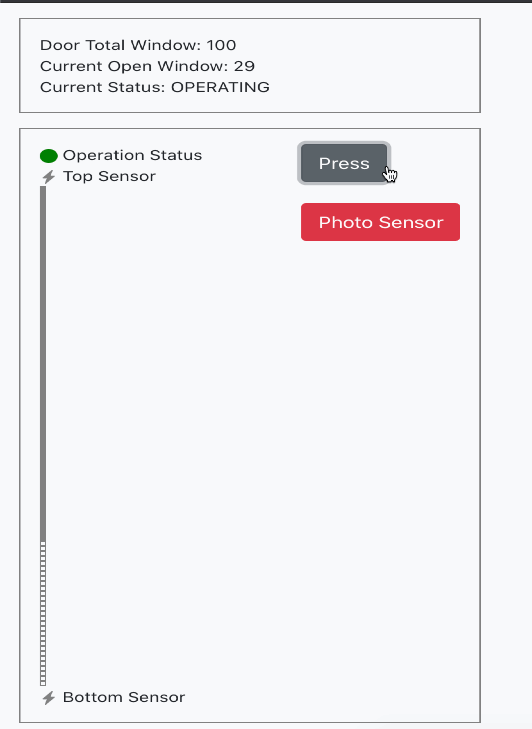 Door Total Window: 100
Current Open Window: 29
Current Status: OPERATING
Operation Status
Press
Top Sensor
Photo Sensor
Bottom Sensor